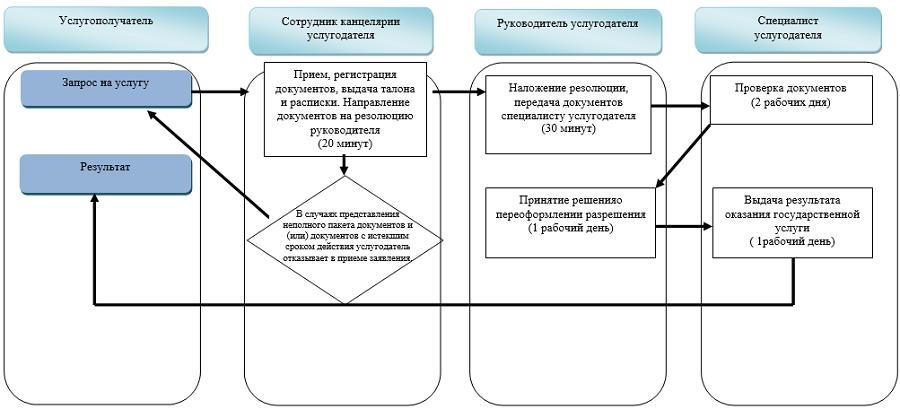 Услугополучатель
Сотрудник канцелярии
услугодателя
Руководитель услугодателя
Специалист
услугодателя
Запрос на услугу
Прием, регистрация
документов, выдача талона
и расписки. Направление
документов на резолюцию
руководителя
(20 минут)
Наложение резолюции,
передача документов
специалисту услугодателя
(30 минут)
Проверка документов
(2 рабочих дня)
Результат
В случаях представления
неполного пакета документов и
(или) документов с истекшим
сроком действия услугодатель
отказывает в приеме заявления.
Принятие решенияо
переоформлении разрешения
(1 рабочий день)
Выдача результата
оказания государственной
услуги
( 1рабочий день)